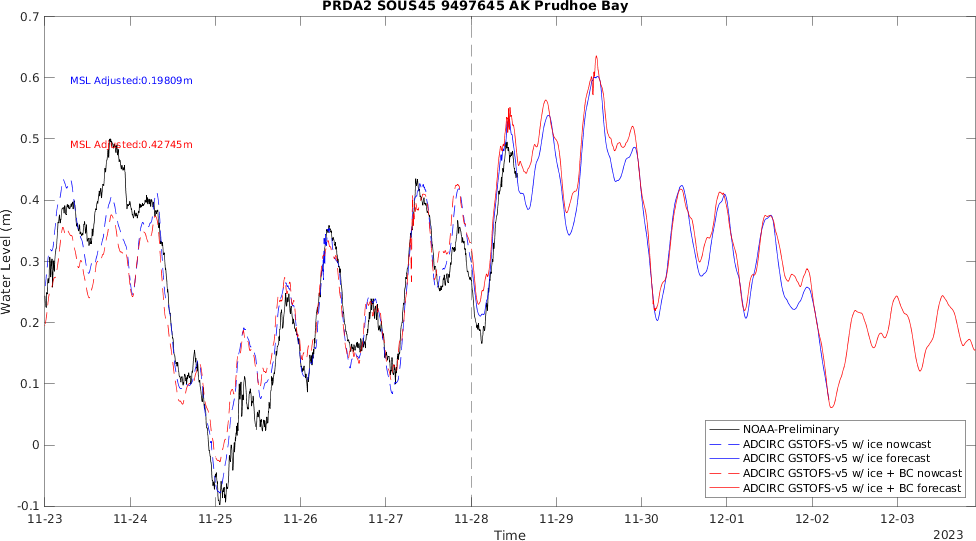 PRDA2 SOUS45 9497645 AK Prudhoe Bay
0.7
0.6
0.5
0.4
0.3
0.2
0.1
0
-0.1
Water Level (m)
MSL Adjusted:0.19809m
MSL Adjusted:0.42745m
NOAA-Preliminary
ADCIRC GSTOFS-v5 w/ ice nowcast
ADCIRC GSTOFS-v5 w/ ice forecast
ADCIRC GSTOFS-v5 w/ ice + BC nowcast
ADCIRC GSTOFS-v5 w/ ice + BC forecast
11-23 11-24 11-25 11-26 11-27 11-28 11-29 11-30 12-01 12-02 12-03
Time
2023